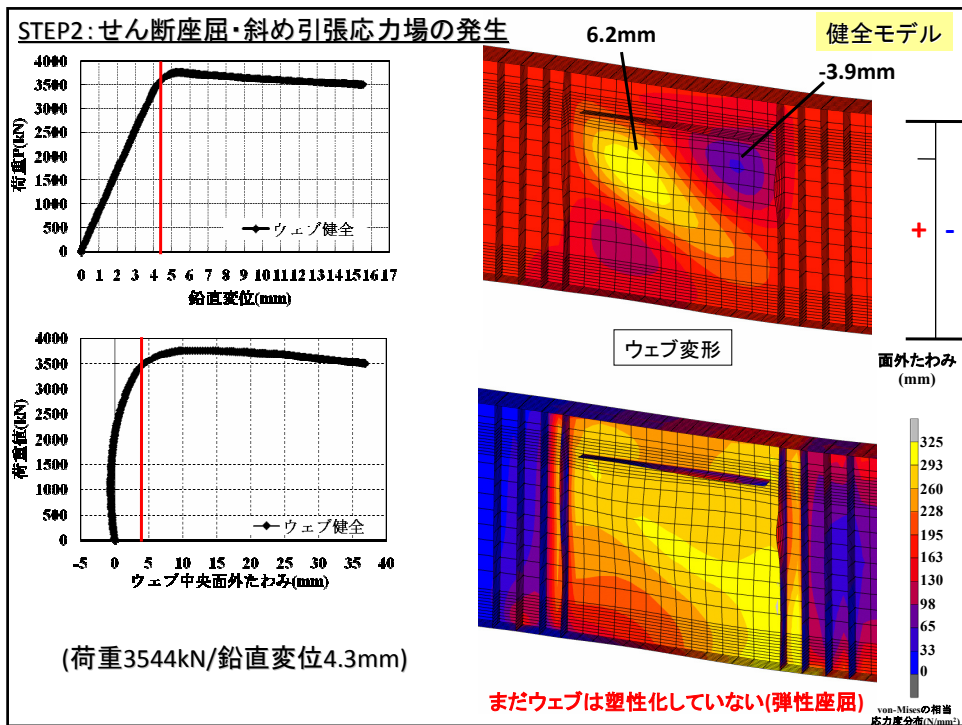 STEP2：せん断座屈・斜め引張応力場の発生
健全モデル
4000
3500
3000
2500
2000
1500
1000
500
0
荷重P(kN)
ウェブ健全
0 1 2 3 4 5 6 7 8 9 10 11 12 13 14 15 16 17
鉛直変位(mm)
4000
3500
3000
2500
2000
1500
1000
500
0
荷重値(kN)
ウェブ健全
-5 0 5 10 15 20 25 30 35 40
ウェブ中央面外たわみ(mm)
(荷重3544kN/鉛直変位4.3mm)
6.2mm
-3.9mm
+ -
ウェブ変形
面外たわみ
(mm)
325
293
260
228
195
163
130
98
65
33
0
まだウェブは塑性化していない(弾性座屈)
von-Misesの相当
応力度分布(N/mm²)